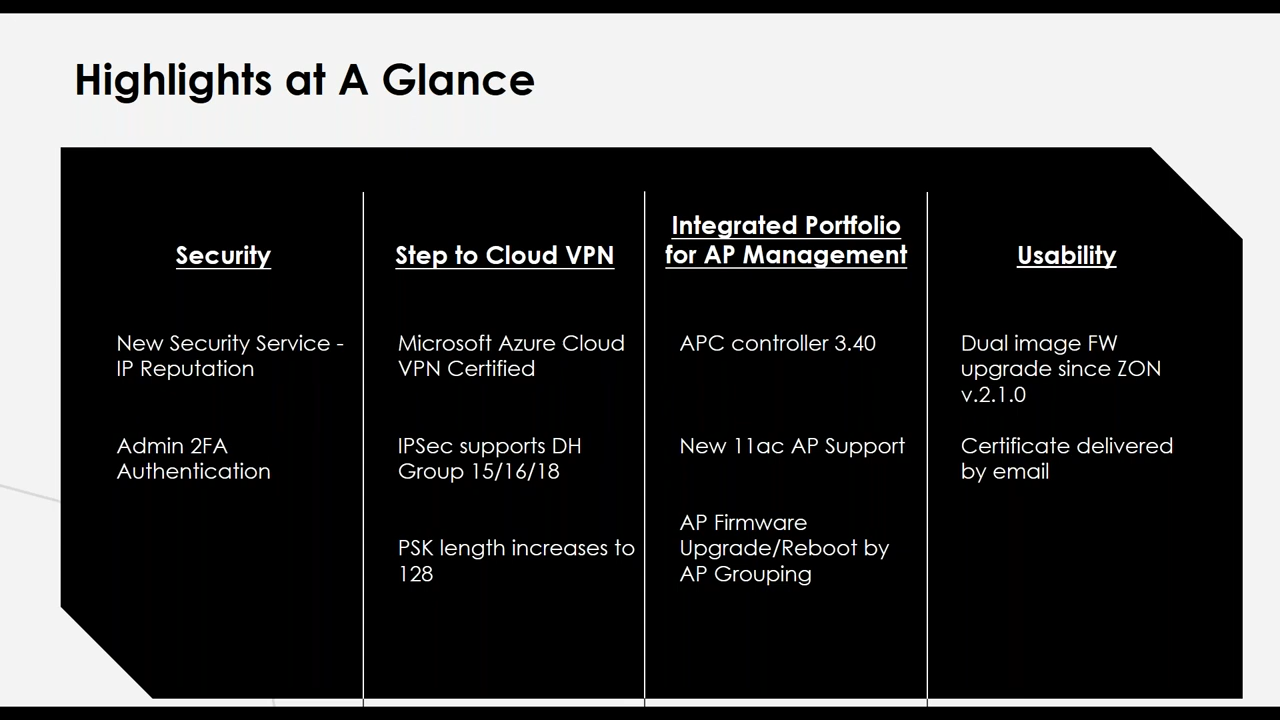 Highlights at A Glance
Security
New Security Service -
IP Reputation
Admin 2FA
Authentication
Step to Cloud VPN
Microsoft Azure Cloud
VPN Certified
IPSec supports DH
Group 15/16/18
PSK length increases to
128
Integrated Portfolio
for AP Management
APC controller 3.40
New 11ac AP Support
AP Firmware
Upgrade/Reboot by
AP Grouping
Usability
Dual image FW
upgrade since ZON
v.2.1.0
Certificate delivered
by email